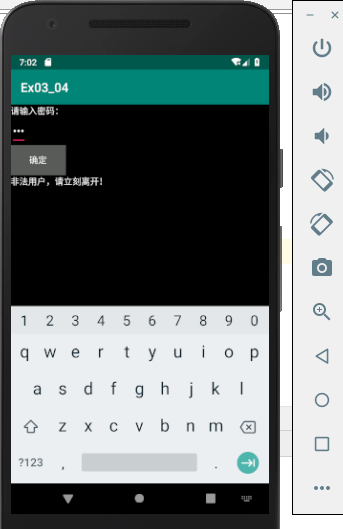 7:02
Ex03_04
请输入密码：
•••
确定
非法用户，请立刻离开！
1 2 3 4 5 6 7 8 9 0
q w e r t y u i o p
a s d f g h j k l
z x c v b n m
?123 , .